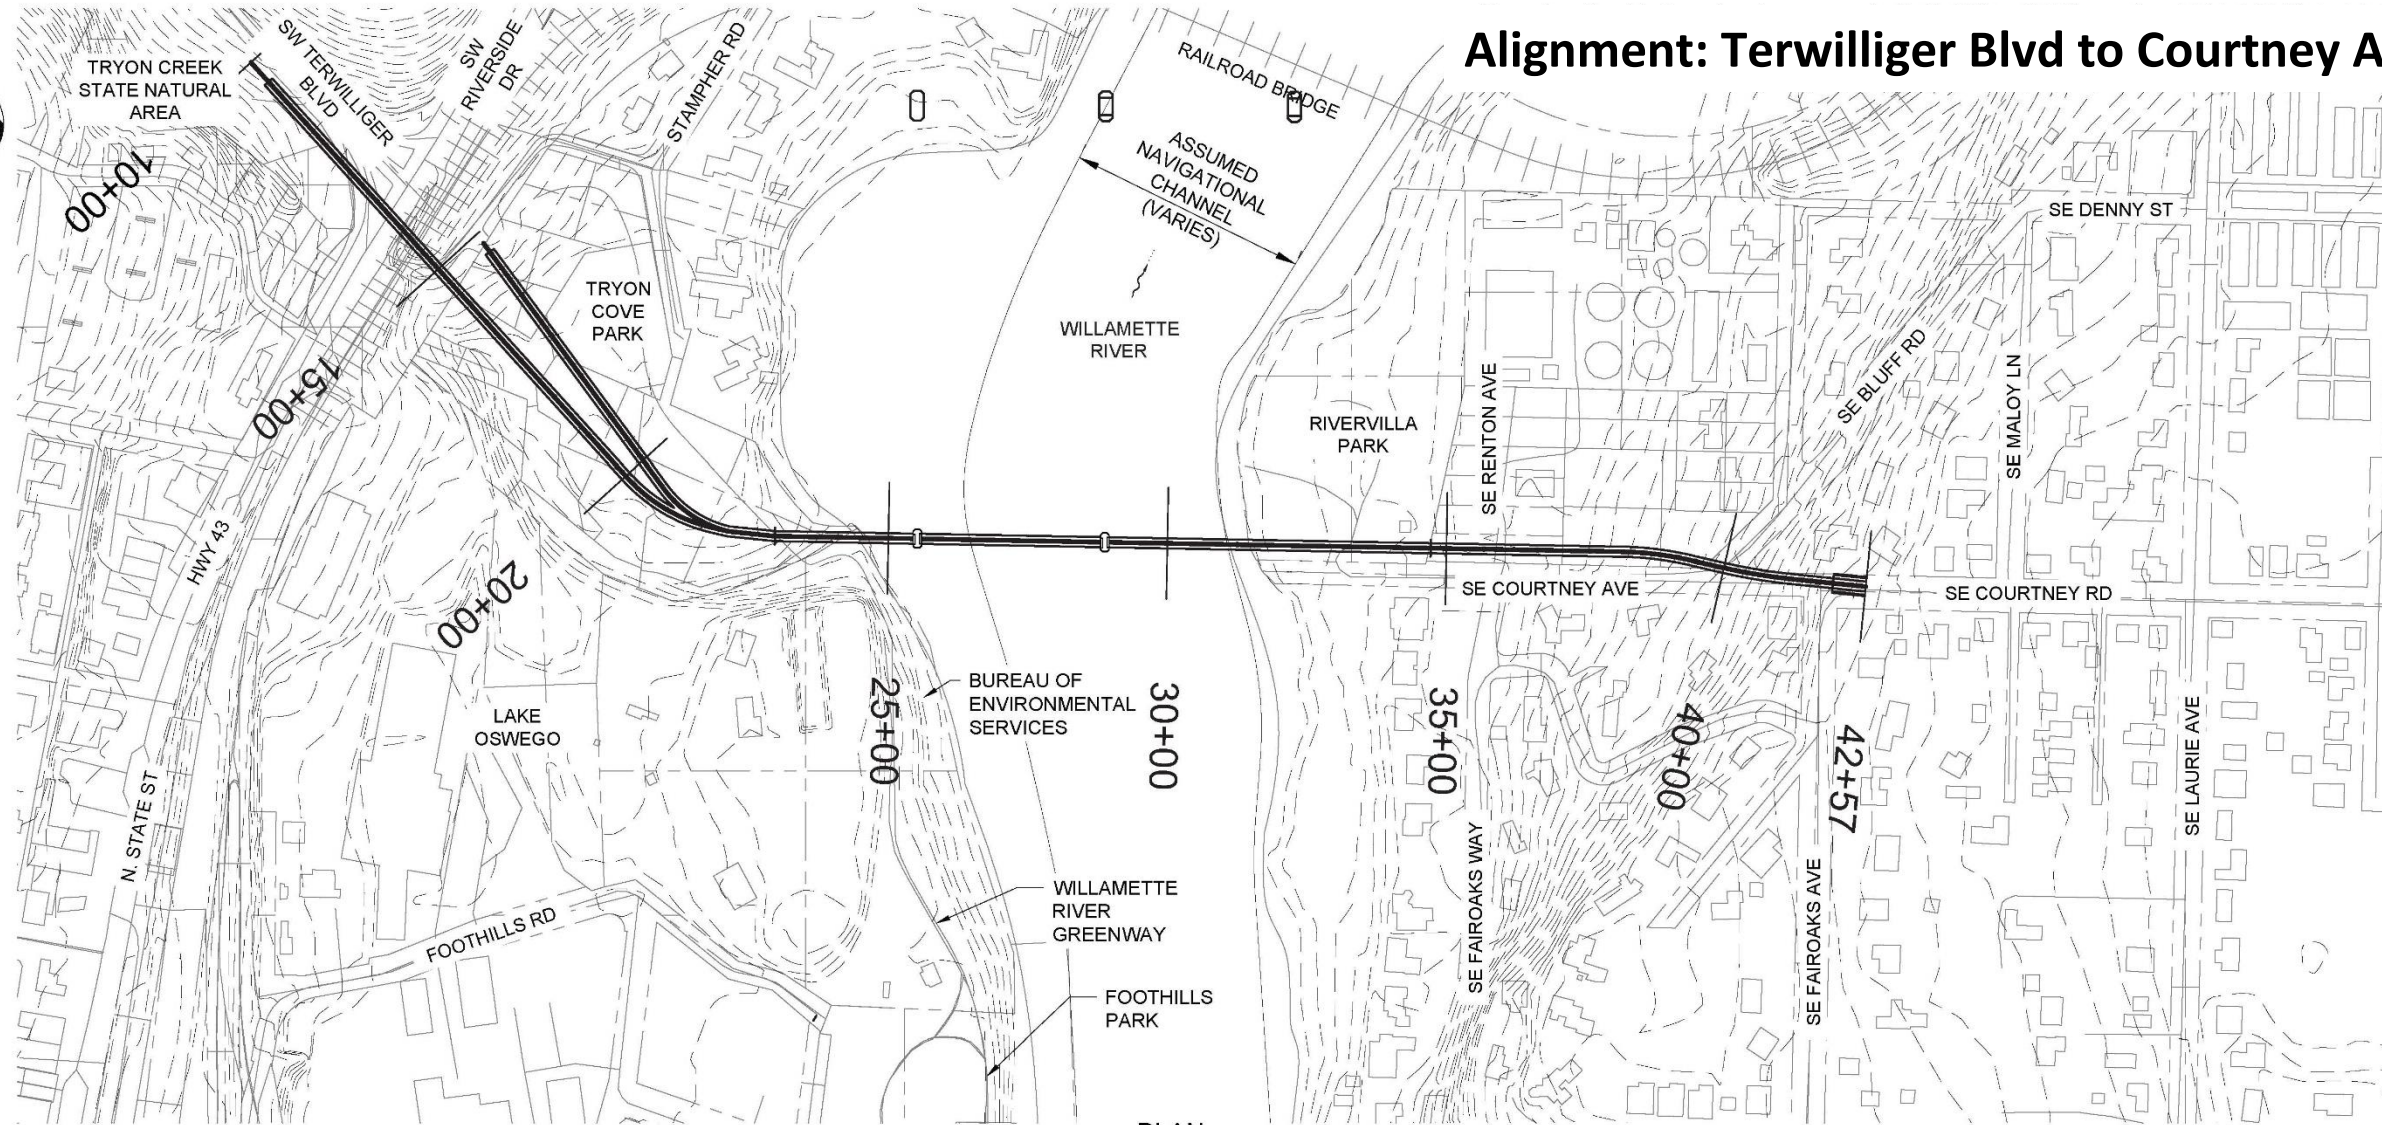 Alignment: Terwilliger Blvd to Courtney A
TRYON CREEK
STATE NATURAL
AREA
SW TERWILLIGER
BLVD
SW
RIVERSIDE
DR
STAMPHER RD
RAILROAD BRIDGE
ASSUMED
NAVIGATIONAL
CHANNEL
(VARIES)
10+00
SE DENNY ST
TRYON
COVE
PARK
WILLAMETTE
RIVER
15+00
RIVERVILLA
PARK
SE RENTON AVE
SE BLUFF RD
SE MALOY LN
HWY 43
20+00
SE COURTNEY AVE
SE COURTNEY RD
25+00
BUREAU OF
ENVIRONMENTAL
SERVICES
30+00
35+00
40+00
42+57
LAKE
OSWEGO
N. STATE ST
SE LAURIE AVE
FOOTHILLS RD
WILLAMETTE
RIVER
GREENWAY
SE FAIROAKS WAY
SE FAIROAKS AVE
FOOTHILLS
PARK
PLAN